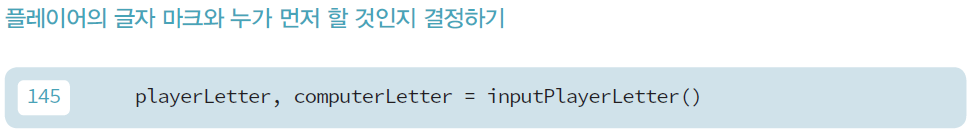 플레이어의 글자 마크와 누가 먼저 할 것인지 결정하기
145 playerLetter, computerLetter = inputPlayerLetter()